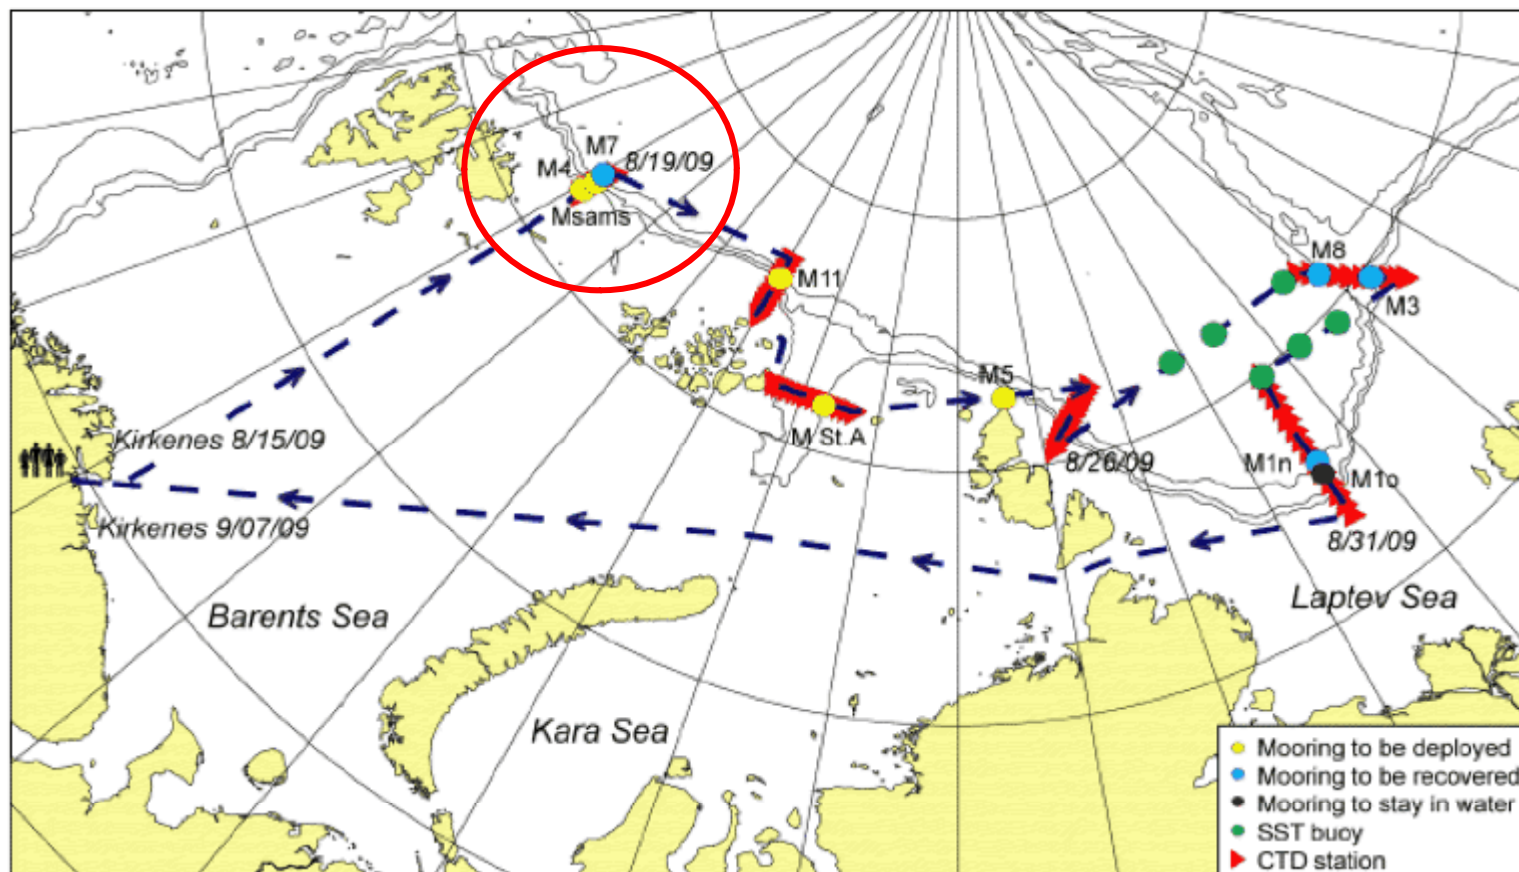 M7
8/19/09
M4
Msams
M11
M8
M3
M5
M St.A
8/26/09
M1n
M1o
8/31/09
Kirkenes 8/15/09
Kirkenes 9/07/09
Barents Sea
Kara Sea
Laptev Sea
Mooring to be deployed
Mooring to be recovered
Mooring to stay in water
SST buoy
CTD station